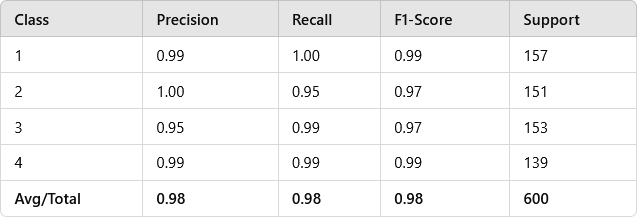 Class Precision Recall F1-Score Support
1 0.99 1.00 0.99 157
2 1.00 0.95 0.97 151
3 0.95 0.99 0.97 153
4 0.99 0.99 0.99 139
Avg/Total 0.98 0.98 0.98 600